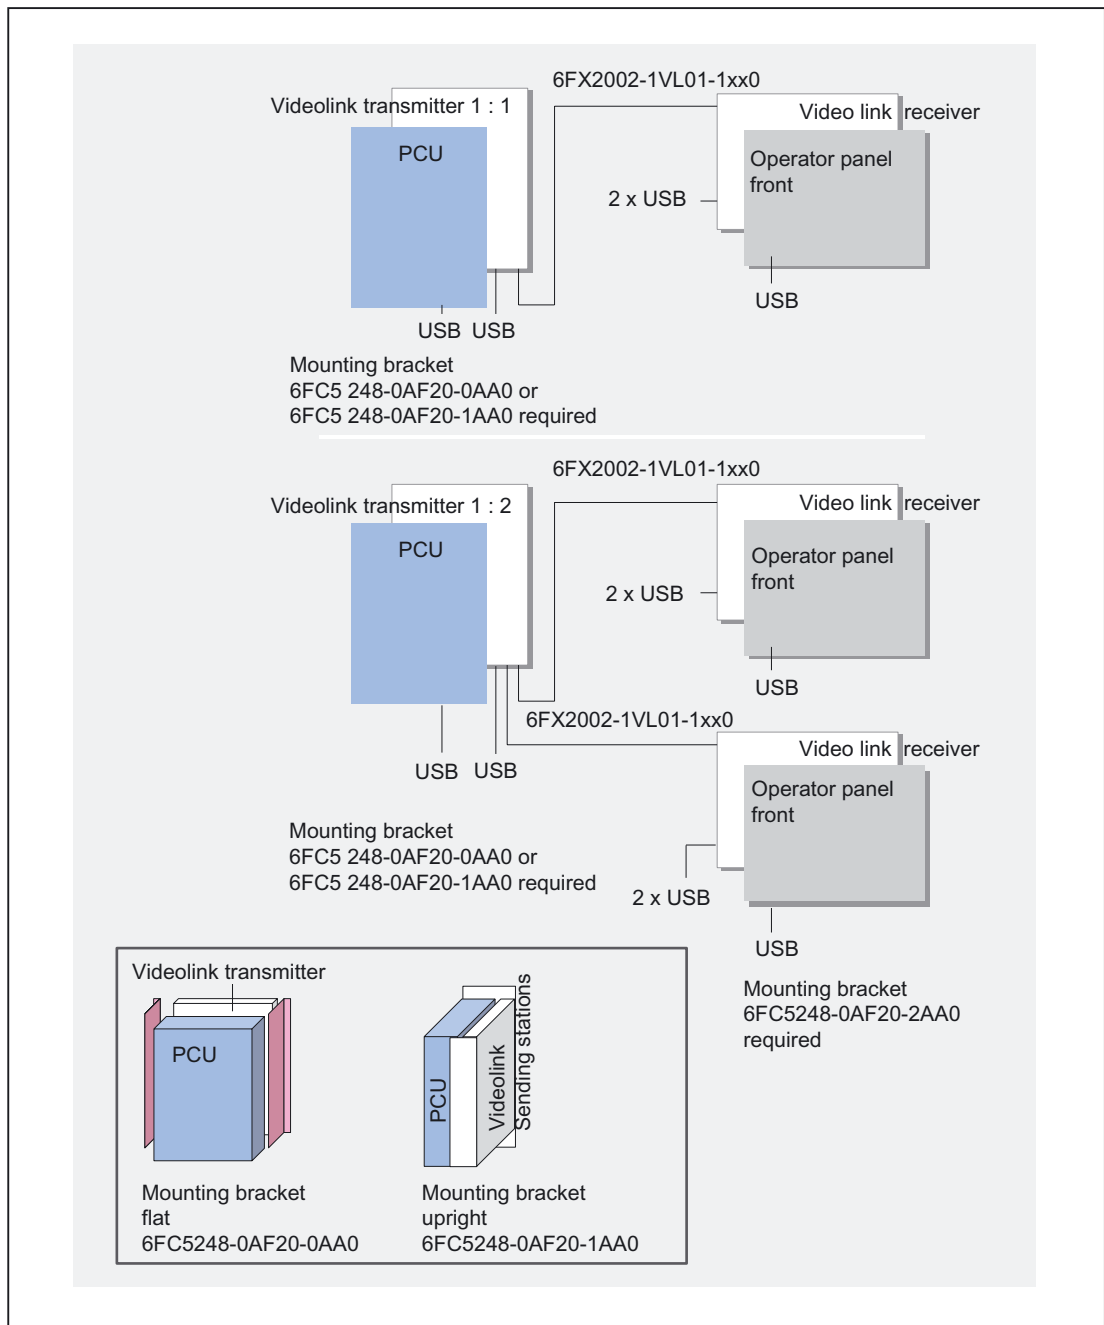 6FX2002-1VL01-1xx0
Videolink transmitter 1 : 1
Video link receiver
PCU
Operator panel
front
2 x USB
USB
USB USB
Mounting bracket
6FC5 248-0AF20-0AA0 or
6FC5 248-0AF20-1AA0 required
6FX2002-1VL01-1xx0
Videolink transmitter 1 : 2
Video link receiver
PCU
Operator panel
front
2 x USB
USB
6FX2002-1VL01-1xx0
Video link receiver
USB USB
Operator panel
front
Mounting bracket
6FC5 248-0AF20-0AA0 or
6FC5 248-0AF20-1AA0 required
2 x USB
USB
Mounting bracket
6FC5248-0AF20-2AA0
required
Videolink transmitter
PCU
PCU
Videolink
Sending stations
Mounting bracket
flat
6FC5248-0AF20-0AA0
Mounting bracket
upright
6FC5248-0AF20-1AA0